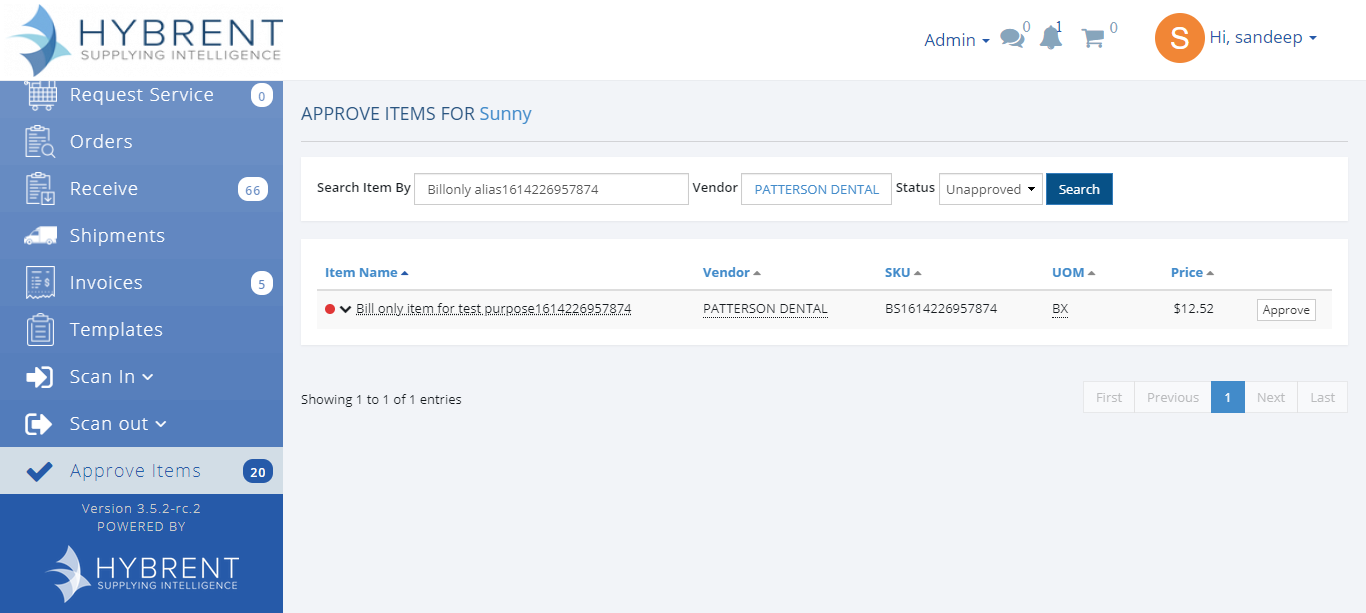 HYBRENT
SUPPLYING INTELLIGENCE
Admin 0 1 0 S Hi, sandeep
Request Service 0
Orders
Receive 66
Shipments
Invoices 5
Templates
Scan In
Scan out
Approve Items 20
Version 3.5.2-rc.2
POWERED BY
HYBRENT
SUPPLYING INTELLIGENCE
APPROVE ITEMS FOR Sunny
Search Item By Billonly alias1614226957874 Vendor PATTERSON DENTAL Status Unapproved Search
Item Name Vendor SKU UOM Price
Bill only item for test purpose1614226957874 PATTERSON DENTAL BS1614226957874 BX $12.52 Approve
Showing 1 to 1 of 1 entries First Previous 1 Next Last